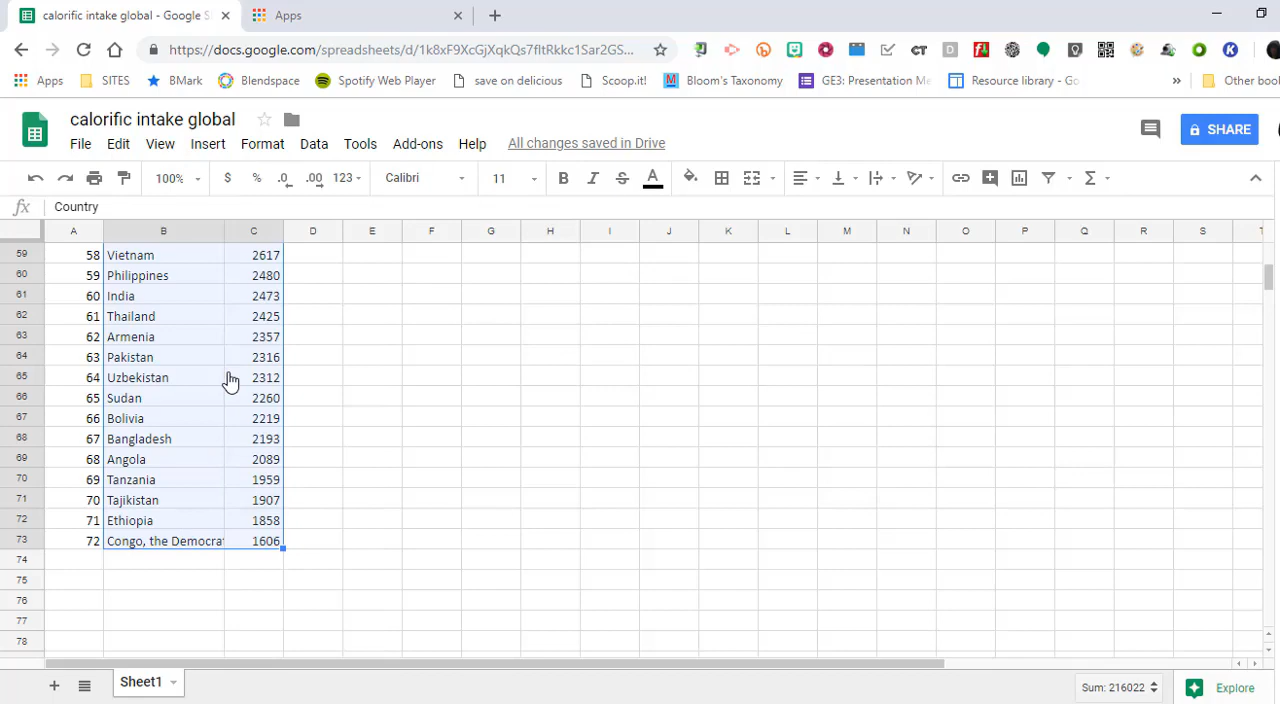 calorific intake global - Google S
Apps
https://docs.google.com/spreadsheets/d/1k8xF9XcGjXqkQs7fltRkkc1Sar2GS...
Apps SITES BMark Blendspace Spotify Web Player save on delicious Scoop.it! Bloom's Taxonomy GE3: Presentation Me Resource library - Go » Other book
calorific intake global
SHARE
File Edit View Insert Format Data Tools Add-ons Help All changes saved in Drive
100% $ % .0 .00 123 Calibri 11 B I S A Σ
fx Country
A B C D E F G H I J K L M N O P Q R S T
59 58 Vietnam 2617
60 59 Philippines 2480
61 60 India 2473
62 61 Thailand 2425
63 62 Armenia 2357
64 63 Pakistan 2316
65 64 Uzbekistan 2312
66 65 Sudan 2260
67 66 Bolivia 2219
68 67 Bangladesh 2193
69 68 Angola 2089
70 69 Tanzania 1959
71 70 Tajikistan 1907
72 71 Ethiopia 1858
73 72 Congo, the Democra 1606
74
75
76
77
78
Sheet1
Sum: 216022
Explore